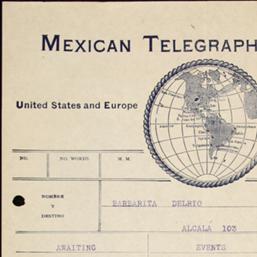 MEXICAN TELEGRAPH
United States and Europe
NO.
NO. WORDS
M. M.
NOMBRE
Y
DESTINO
BARBARITA DELRIO
ALCALA 103
AWAITING EVENTS